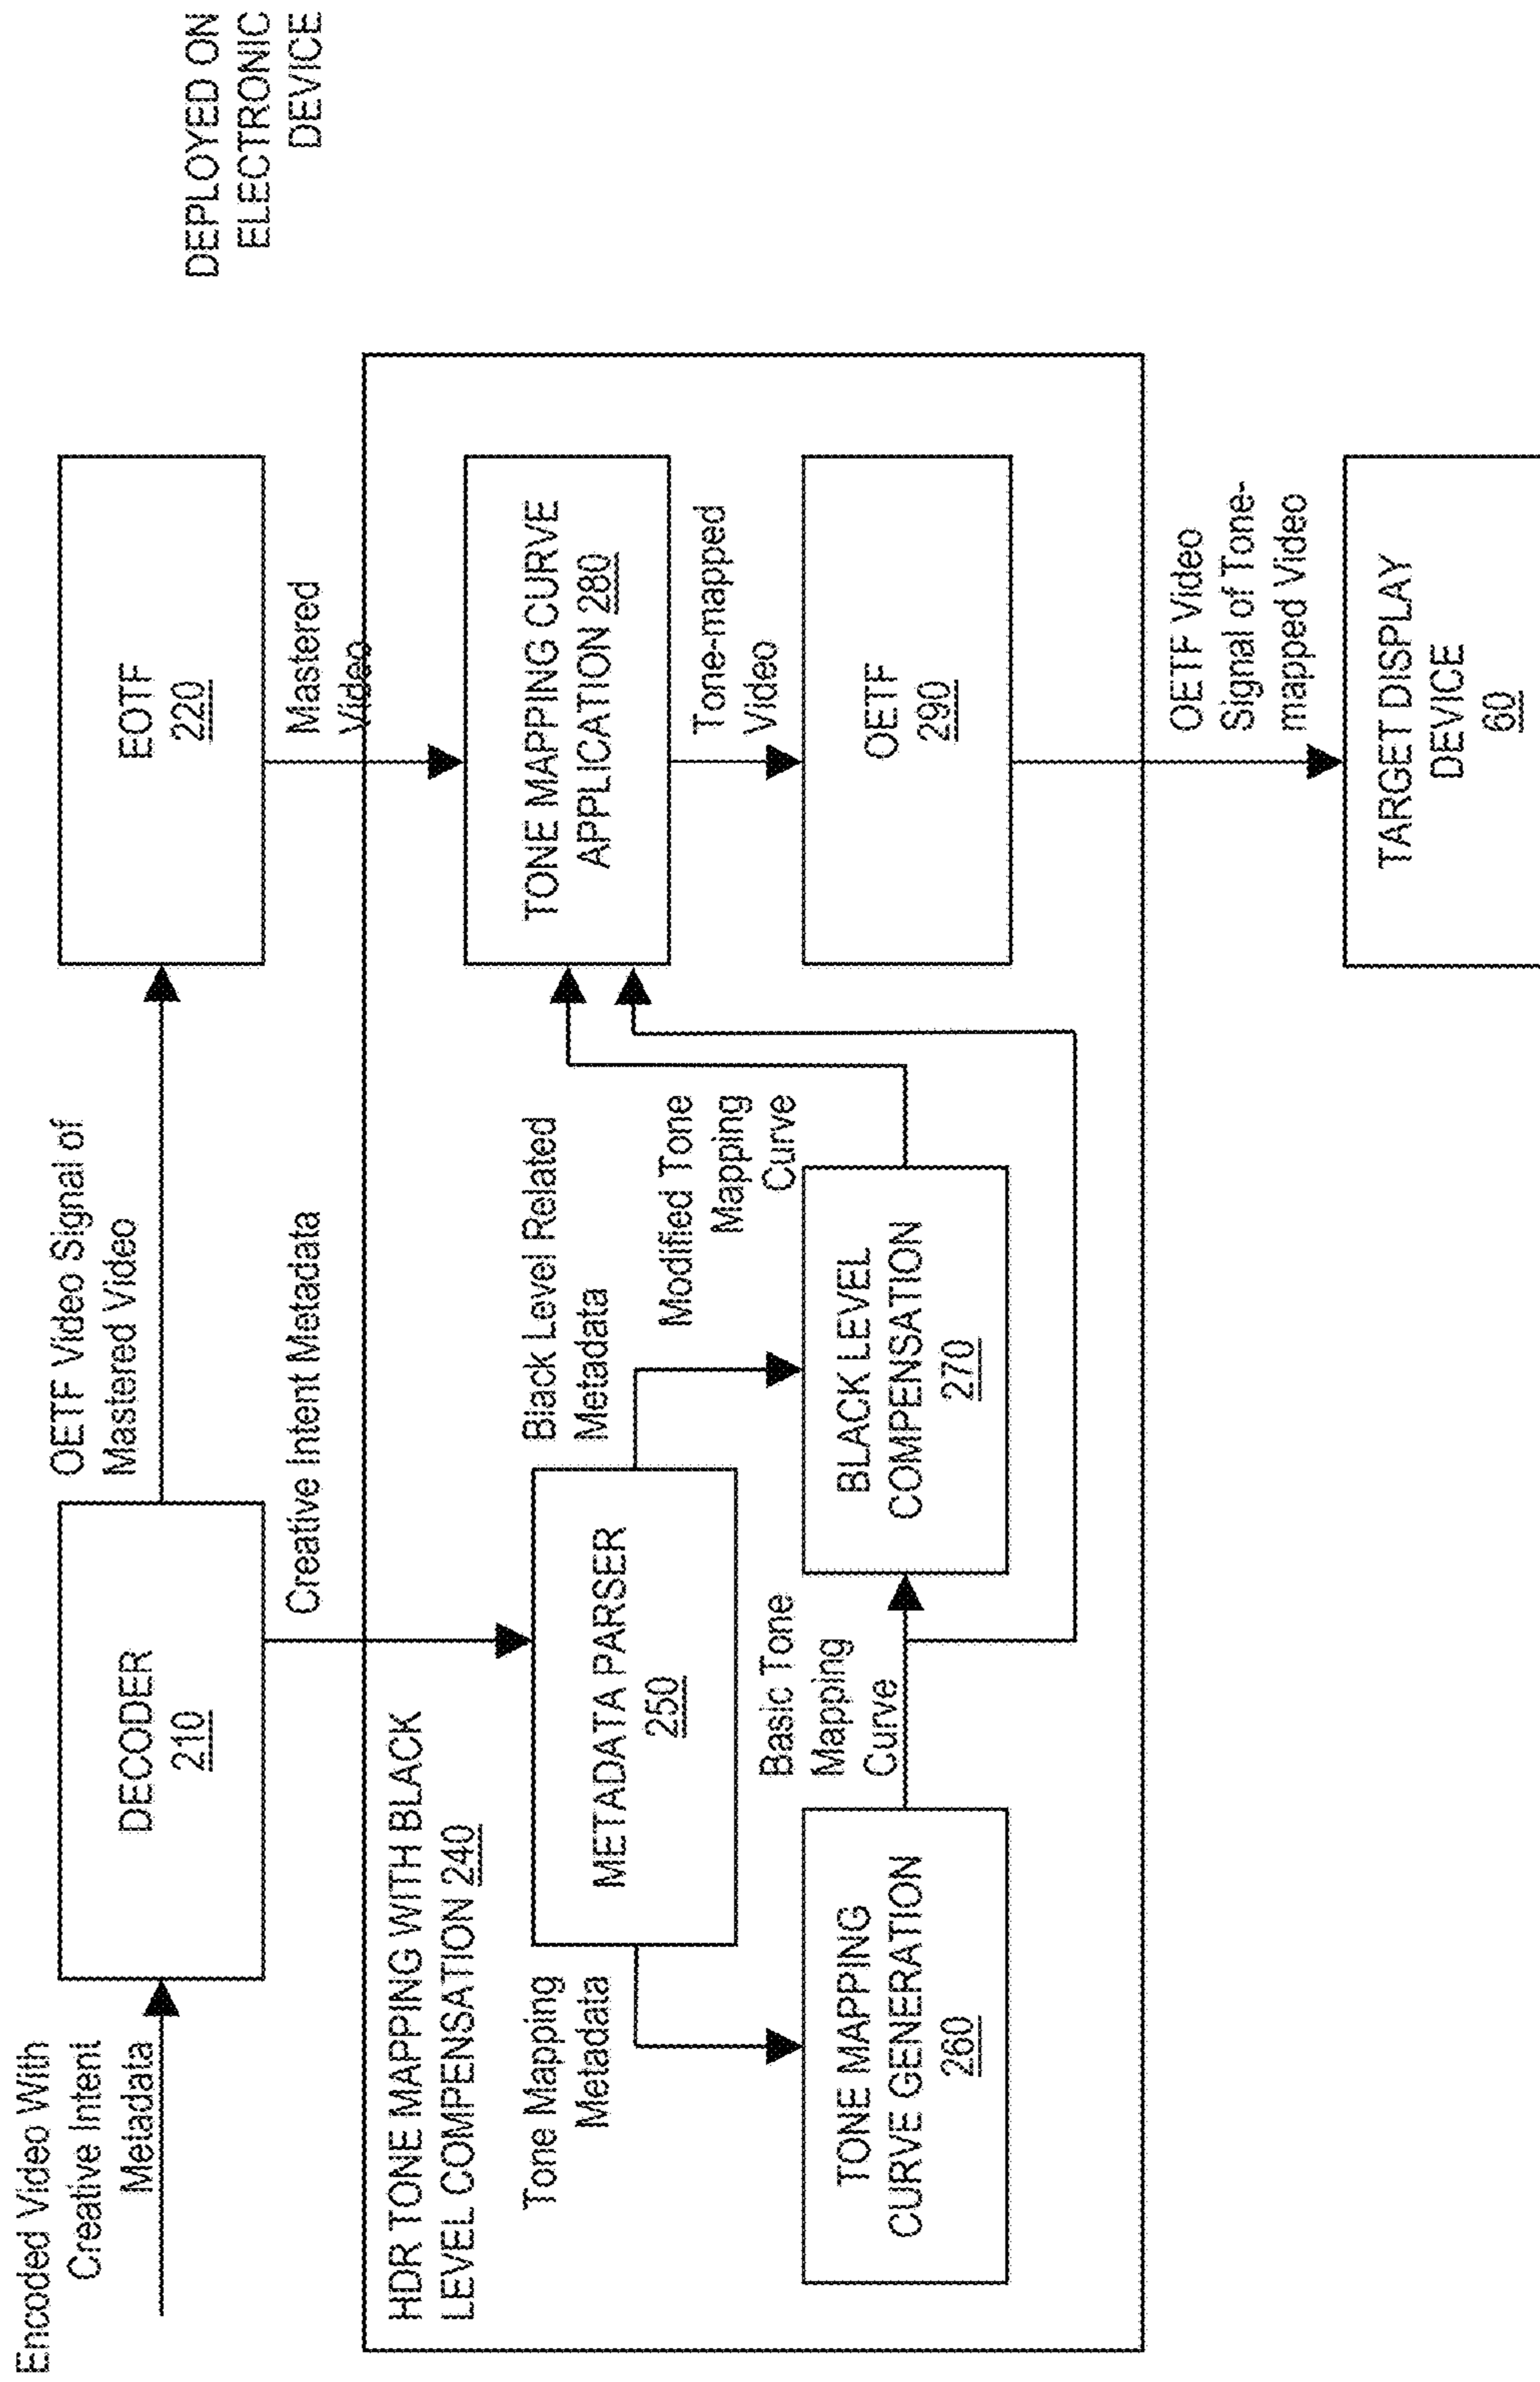 Encoded Video With
Creative Intent
Metadata
DECODER
210
OETF Video Signal of
Mastered Video
EOTF
220
DEPLOYED ON
ELECTRONIC
DEVICE
Creative Intent Metadata
Mastered
Video
HDR TONE MAPPING WITH BLACK
LEVEL COMPENSATION 240
Tone Mapping
Metadata
METADATA PARSER
250
Black Level Related
Metadata
TONE MAPPING CURVE
APPLICATION 280
Modified Tone
Mapping
Curve
Tone-mapped
Video
Basic Tone
Mapping
Curve
TONE MAPPING
CURVE GENERATION
260
BLACK LEVEL
COMPENSATION
270
OETF
290
OETF Video
Signal of Tone-
mapped Video
TARGET DISPLAY
DEVICE
60